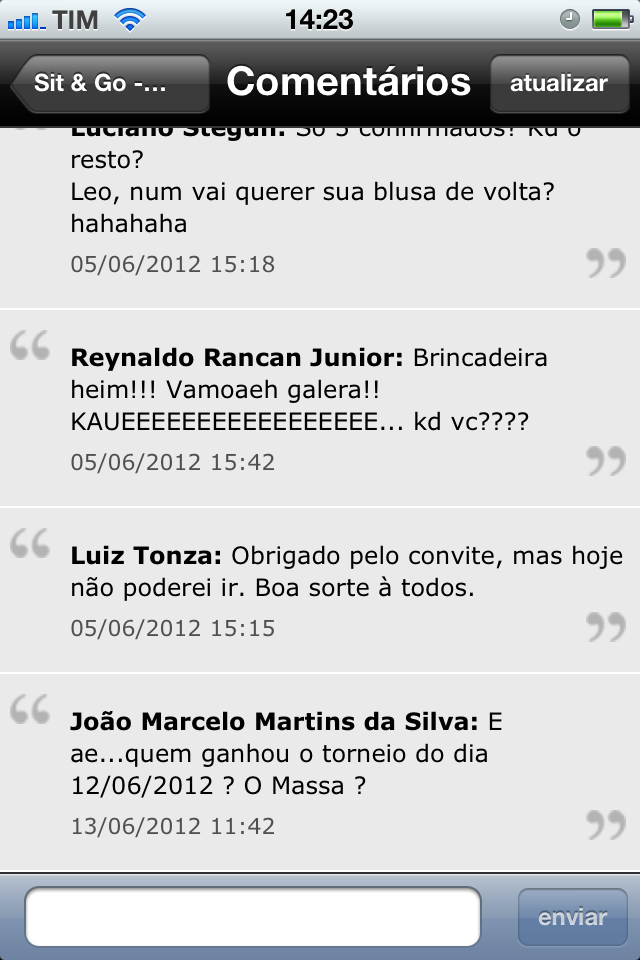 TIM 14:23
Sit & Go -... Comentários atualizar
Luciano Stegun: Só 3 confirmados? Kd o
resto?
Leo, num vai querer sua blusa de volta?
hahahaha
05/06/2012 15:18
Reynaldo Rancan Junior: Brincadeira
heim!!! Vamoaeh galera!!
KAUEEEEEEEEEEEEEEEEE... kd vc????
05/06/2012 15:42
Luiz Tonza: Obrigado pelo convite, mas hoje
não poderei ir. Boa sorte à todos.
05/06/2012 15:15
João Marcelo Martins da Silva: E
ae...quem ganhou o torneio do dia
12/06/2012 ? O Massa ?
13/06/2012 11:42
enviar